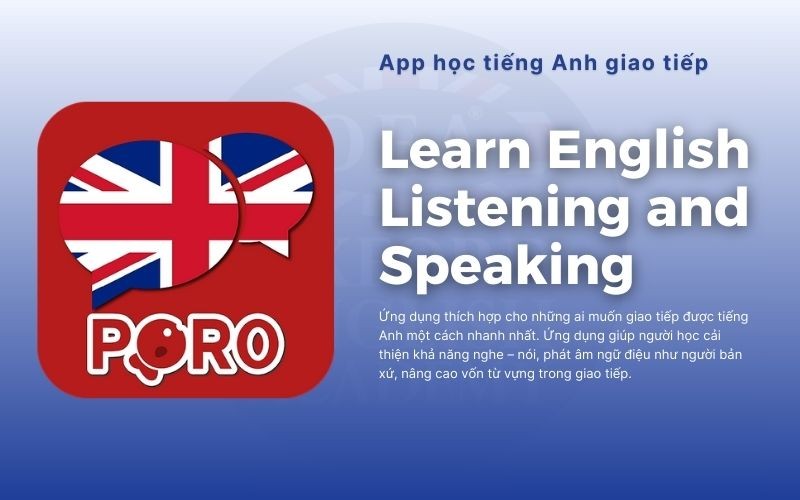 App học tiếng Anh giao tiếp
Learn English
Listening and
Speaking
Ứng dụng thích hợp cho những ai muốn giao tiếp được tiếng
Anh một cách nhanh nhất. Ứng dụng giúp người học cải
thiện khả năng nghe – nói, phát âm ngữ điệu như người bản
xứ, nâng cao vốn từ vựng trong giao tiếp.
PORO